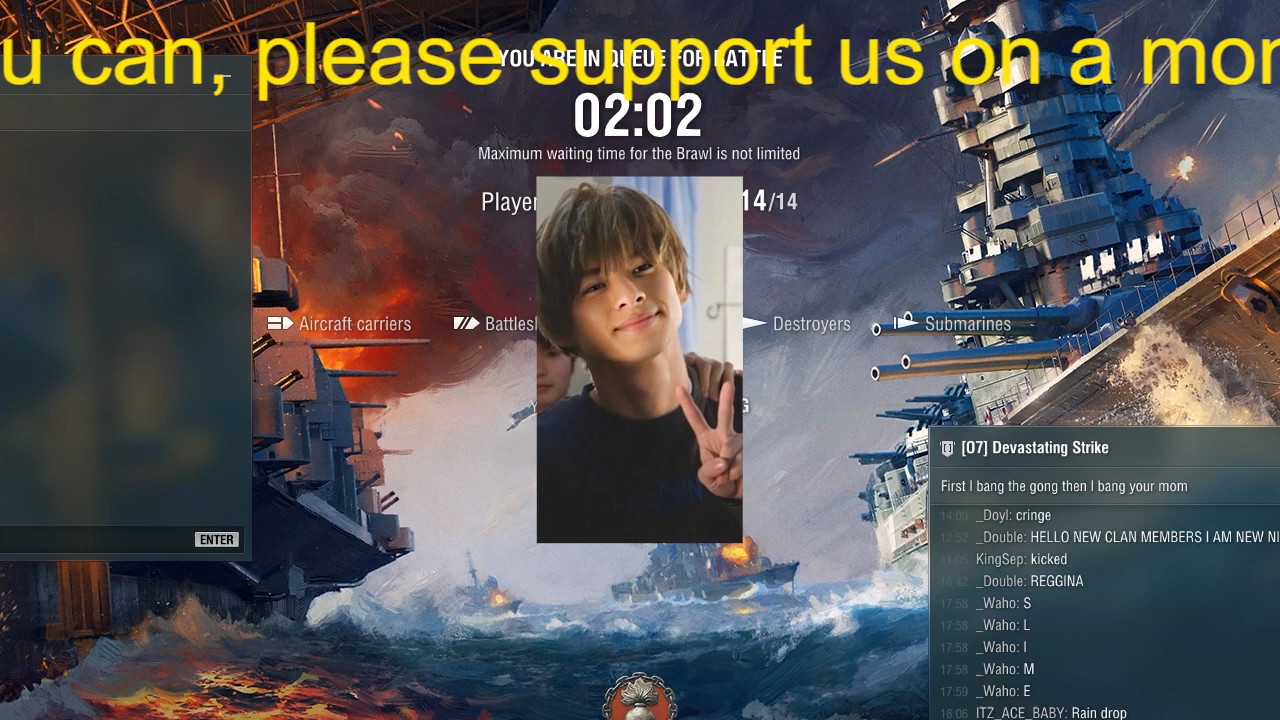 u can, please support us on a mor
YOU ARE IN QUEUE FOR BATTLE
02:02
Maximum waiting time for the Brawl is not limited
14/14
Aircraft carriers
Destroyers
Submarines
ENTER
[O7] Devastating Strike
First I bang the gong then I bang your mom
14:00 _Doyl: cringe
12:52 _Double: HELLO NEW CLAN MEMBERS I AM NEW NI
11:05 KingSep: kicked
16:42 _Double: REGGINA
17:58 _Waho: S
17:58 _Waho: L
17:58 _Waho: I
17:58 _Waho: M
17:59 _Waho: E
18:06 ITZ_ACE_BABY: Rain drop